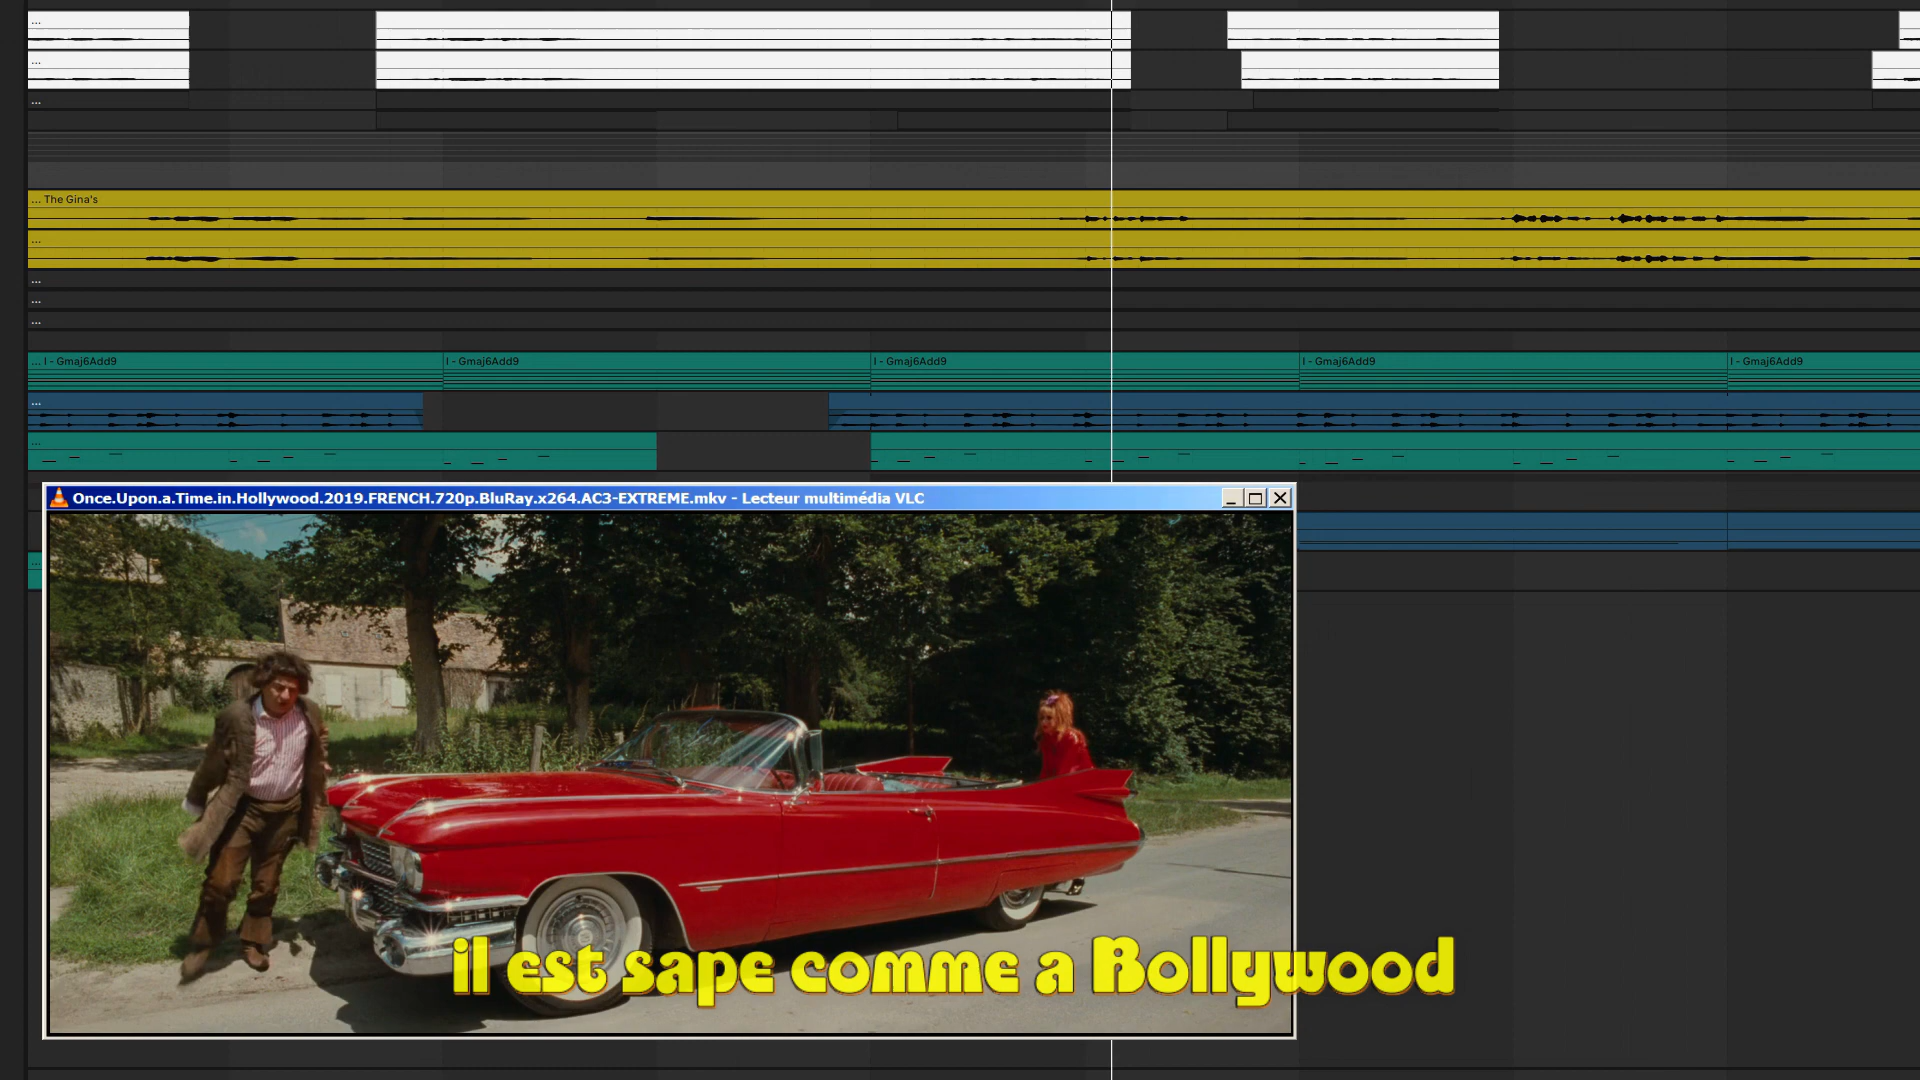 ...
...
...
... The Gina's
...
...
...
...
... I - Gmaj6Add9 I - Gmaj6Add9 I - Gmaj6Add9 I - Gmaj6Add9 I - Gmaj6Add9
...
...
Once.Upon.a.Time.in.Hollywood.2019.FRENCH.720p.BluRay.x264.AC3-EXTREME.mkv - Lecteur multimédia VLC
...
il est sape comme a Bollywood